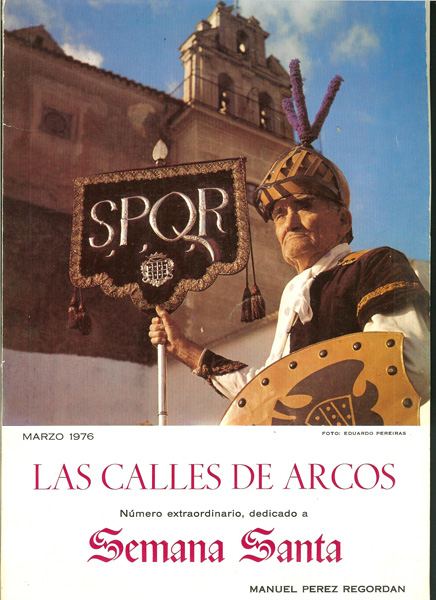 SPQR
MARZO 1976
FOTO: EDUARDO PEREIRAS
LAS CALLES DE ARCOS
Número extraordinario, dedicado a
Semana Santa
MANUEL PEREZ REGORDAN